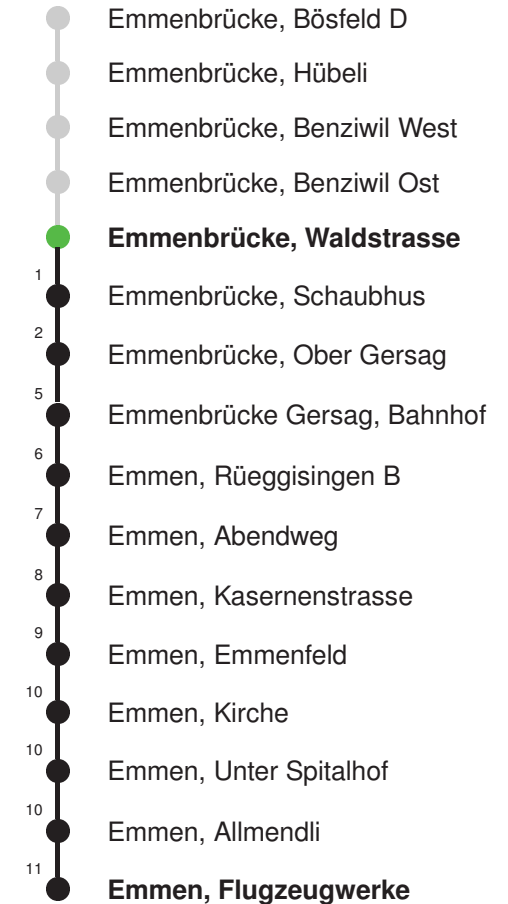 Emmenbrücke, Bösfeld D
Emmenbrücke, Hübeli
Emmenbrücke, Benziwil West
Emmenbrücke, Benziwil Ost
Emmenbrücke, Waldstrasse
1 Emmenbrücke, Schaubhus
2 Emmenbrücke, Ober Gersag
5 Emmenbrücke Gersag, Bahnhof
6 Emmen, Rüeggisingen B
7 Emmen, Abendweg
8 Emmen, Kasernenstrasse
9 Emmen, Emmenfeld
10 Emmen, Kirche
10 Emmen, Unter Spitalhof
10 Emmen, Allmendli
11 Emmen, Flugzeugwerke